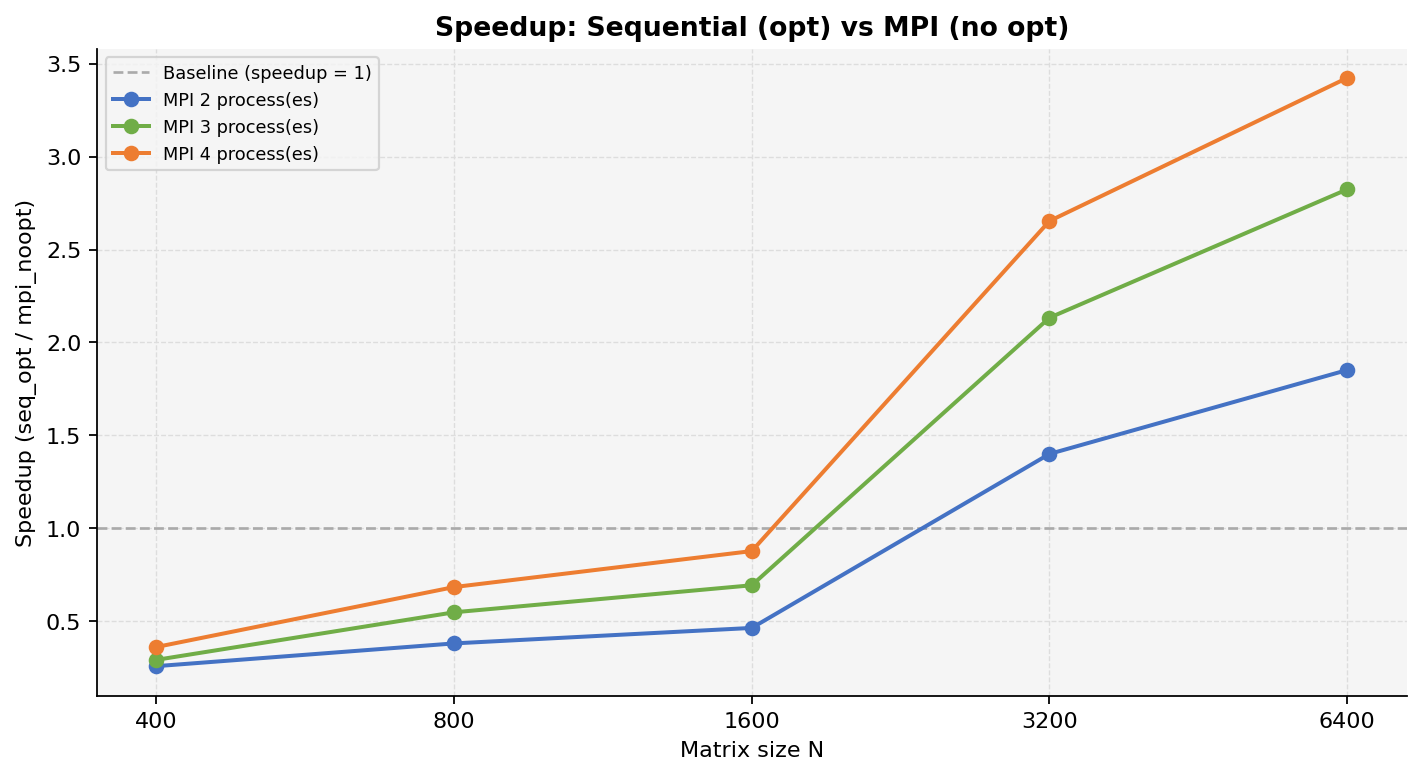 Speedup: Sequential (opt) vs MPI (no opt)
Speedup (seq_opt / mpi_noopt)
3.5
3.0
2.5
2.0
1.5
1.0
0.5
Baseline (speedup = 1)
MPI 2 process(es)
MPI 3 process(es)
MPI 4 process(es)
400 800 1600 3200 6400
Matrix size N